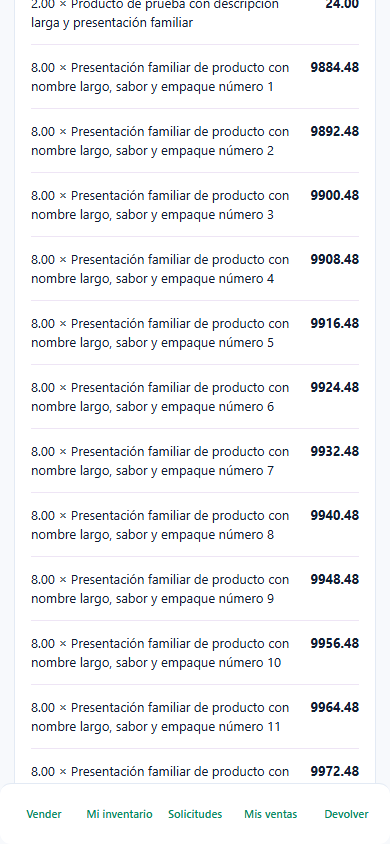 2.00 × Producto de prueba con descripción 24.00
larga y presentación familiar
8.00 × Presentación familiar de producto con 9884.48
nombre largo, sabor y empaque número 1
8.00 × Presentación familiar de producto con 9892.48
nombre largo, sabor y empaque número 2
8.00 × Presentación familiar de producto con 9900.48
nombre largo, sabor y empaque número 3
8.00 × Presentación familiar de producto con 9908.48
nombre largo, sabor y empaque número 4
8.00 × Presentación familiar de producto con 9916.48
nombre largo, sabor y empaque número 5
8.00 × Presentación familiar de producto con 9924.48
nombre largo, sabor y empaque número 6
8.00 × Presentación familiar de producto con 9932.48
nombre largo, sabor y empaque número 7
8.00 × Presentación familiar de producto con 9940.48
nombre largo, sabor y empaque número 8
8.00 × Presentación familiar de producto con 9948.48
nombre largo, sabor y empaque número 9
8.00 × Presentación familiar de producto con 9956.48
nombre largo, sabor y empaque número 10
8.00 × Presentación familiar de producto con 9964.48
nombre largo, sabor y empaque número 11
8.00 × Presentación familiar de producto con 9972.48
Vender Mi inventario Solicitudes Mis ventas Devolver